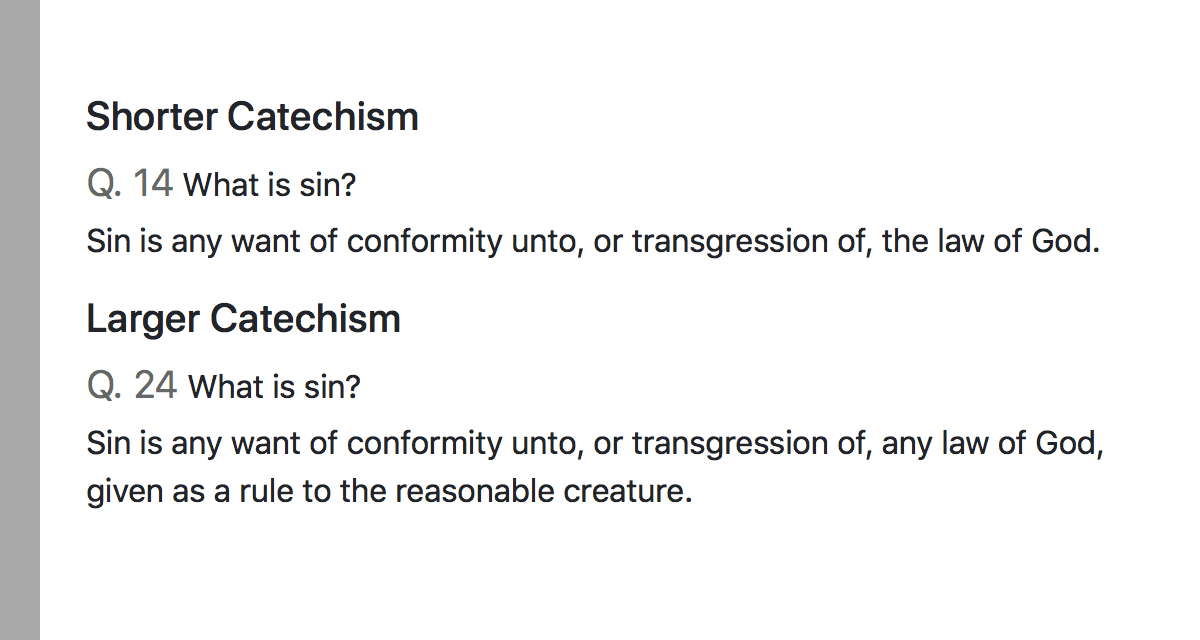 Shorter Catechism
Q. 14 What is sin?
Sin is any want of conformity unto, or transgression of, the law of God.
Larger Catechism
Q. 24 What is sin?
Sin is any want of conformity unto, or transgression of, any law of God,
given as a rule to the reasonable creature.